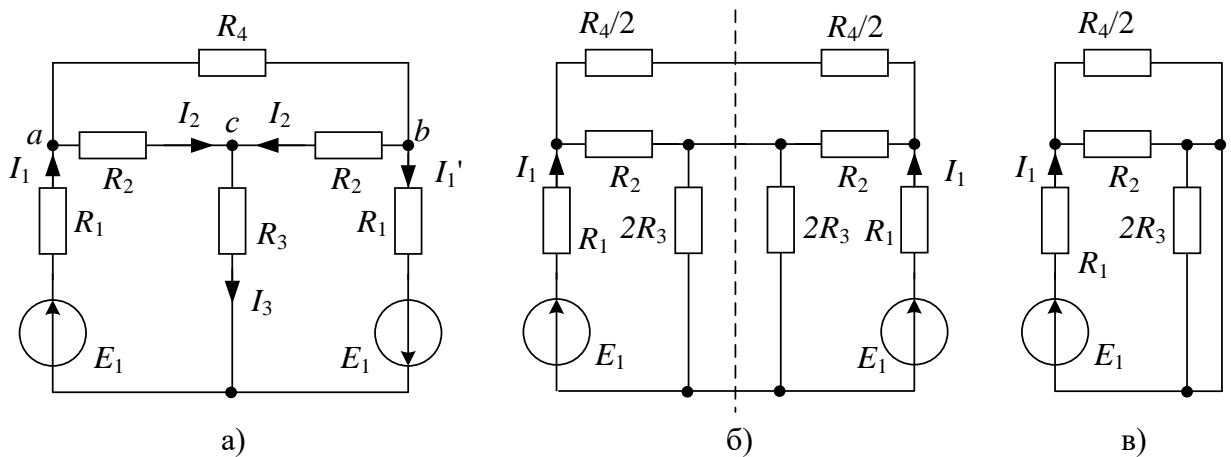 R4
I2 c I2
a b
I1 R2 R2 I1'
R1 R3 R1
I3
E1 E1
а)
R4/2 R4/2
I1 R2 R2 I1
R1 2R3 2R3 R1
E1 E1
б)
R4/2
I1 R2
R1 2R3
E1
в)